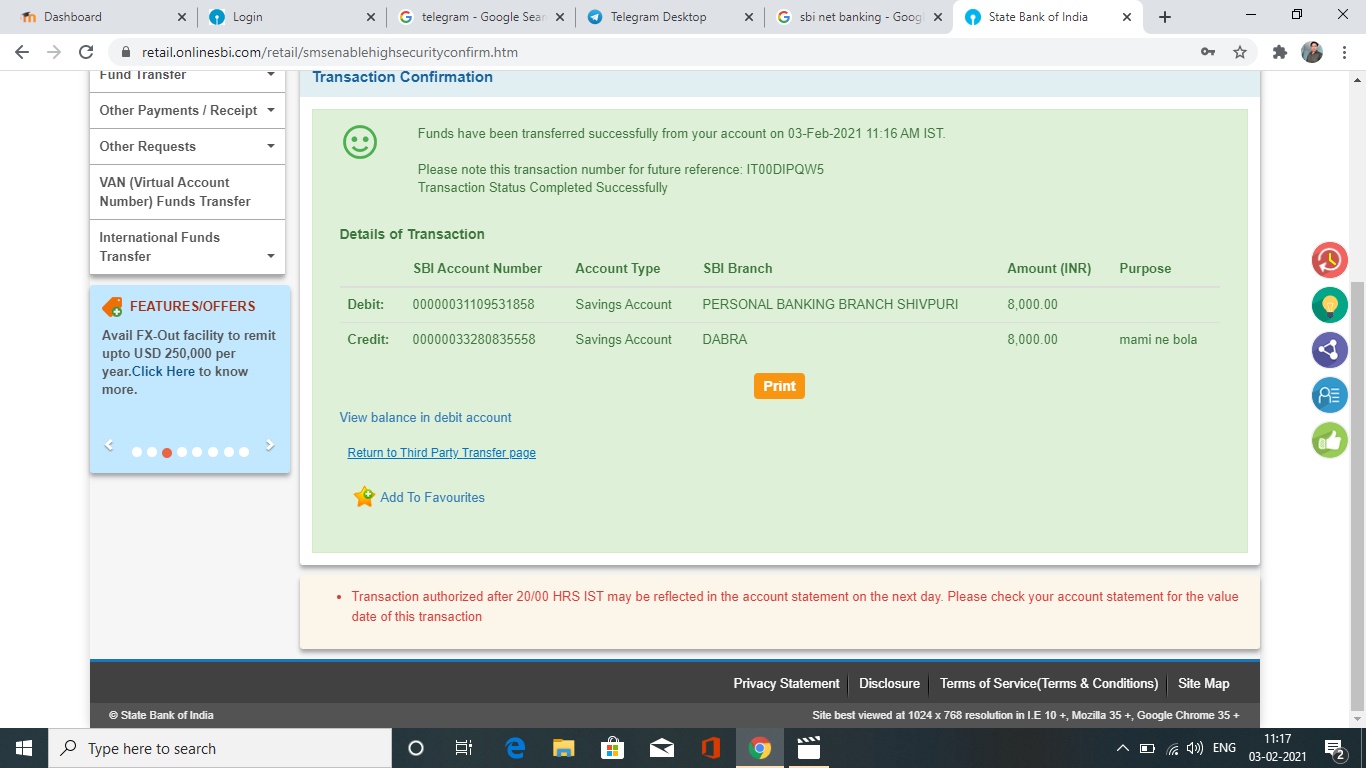 Dashboard
Login
telegram - Google Sear
Telegram Desktop
sbi net banking - Goog
State Bank of India
retail.onlinesbi.com/retail/smsenablehighsecurityconfirm.htm
Fund Transfer
Other Payments / Receipt
Other Requests
VAN (Virtual Account
Number) Funds Transfer
International Funds
Transfer
FEATURES/OFFERS
Avail FX-Out facility to remit
upto USD 250,000 per
year.Click Here to know
more.
Transaction Confirmation
Funds have been transferred successfully from your account on 03-Feb-2021 11:16 AM IST.
Please note this transaction number for future reference: IT00DIPQW5
Transaction Status Completed Successfully
Details of Transaction
SBI Account Number Account Type SBI Branch Amount (INR) Purpose
Debit: 00000031109531858 Savings Account PERSONAL BANKING BRANCH SHIVPURI 8,000.00
Credit: 00000033280835558 Savings Account DABRA 8,000.00 mami ne bola
Print
View balance in debit account
Return to Third Party Transfer page
Add To Favourites
Transaction authorized after 20/00 HRS IST may be reflected in the account statement on the next day. Please check your account statement for the value
date of this transaction
Privacy Statement Disclosure Terms of Service(Terms & Conditions) Site Map
© State Bank of India
Site best viewed at 1024 x 768 resolution in I.E 10 +, Mozilla 35 +, Google Chrome 35 +
Type here to search
ENG
11:17
03-02-2021
2